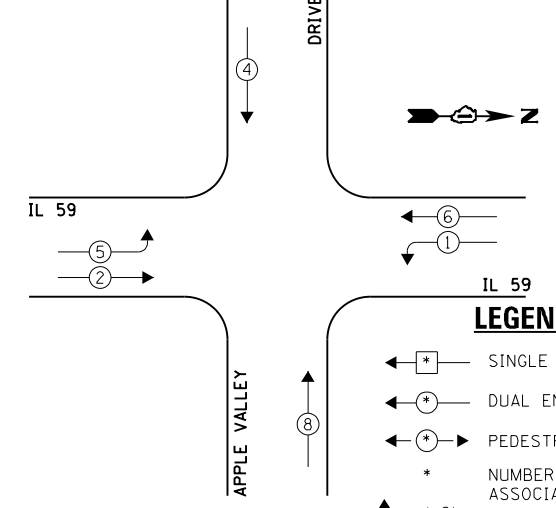 DRIVE
4
N
IL 59
6
5
1
2
IL 59
LEGEN
* SINGLE
APPLE VALLEY
* DUAL EN
8
* PEDESTR
* NUMBER
ASSOCIA